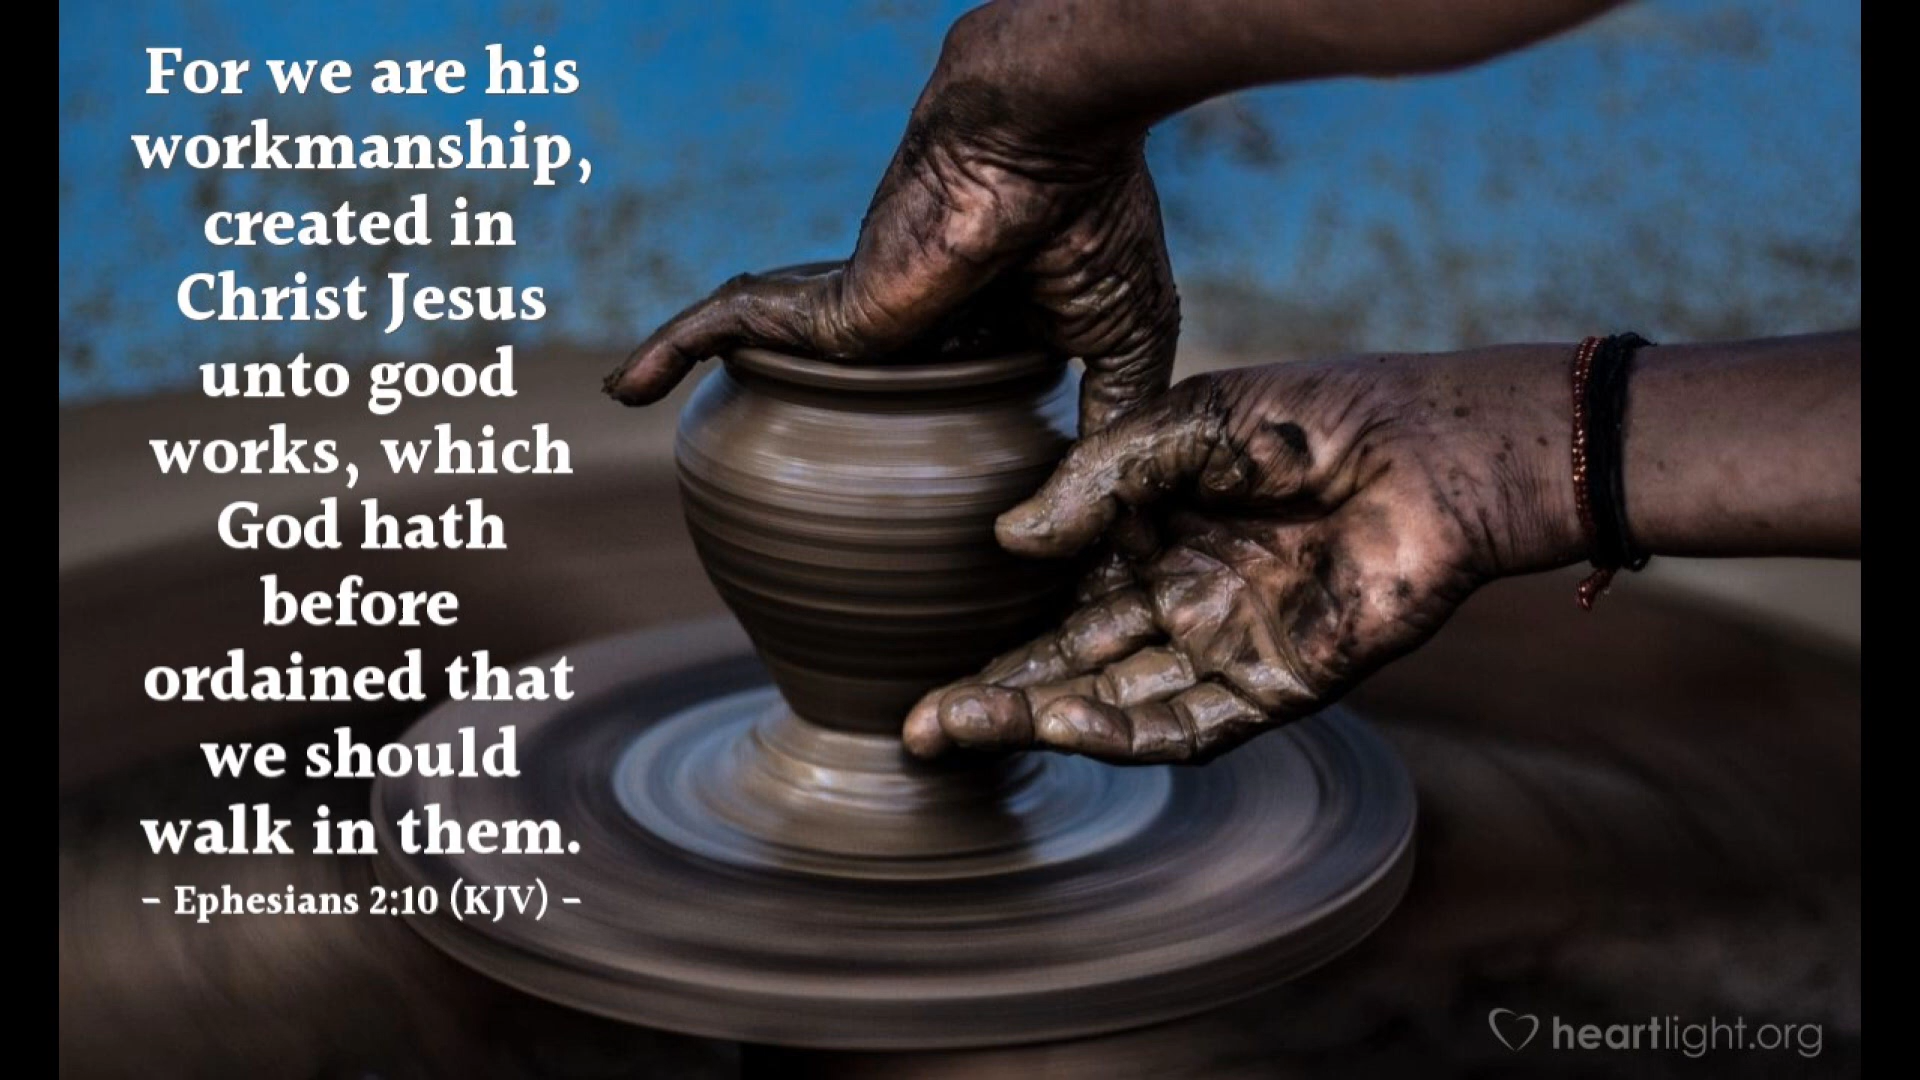 For we are his
workmanship,
created in
Christ Jesus
unto good
works, which
God hath
before
ordained that
we should
walk in them.
- Ephesians 2:10 (KJV) -
heartlight.org